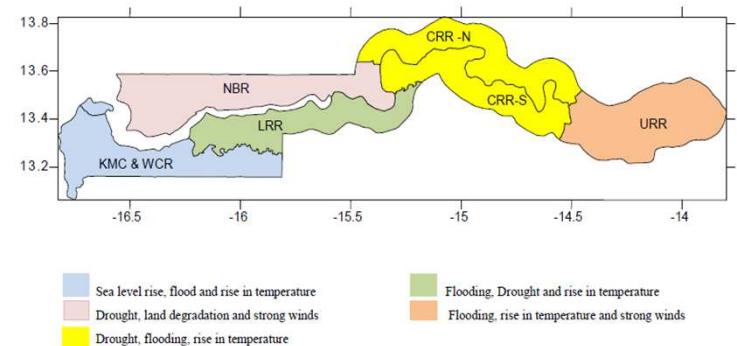 13.8
CRR -N
13.6
NBR
CRR-S
13.4
LRR
URR
KMC & WCR
13.2
-16.5 -16 -15.5 -15 -14.5 -14
Sea level rise, flood and rise in temperature
Flooding, Drought and rise in temperature
Drought, land degradation and strong winds
Flooding, rise in temperature and strong winds
Drought, flooding, rise in temperature